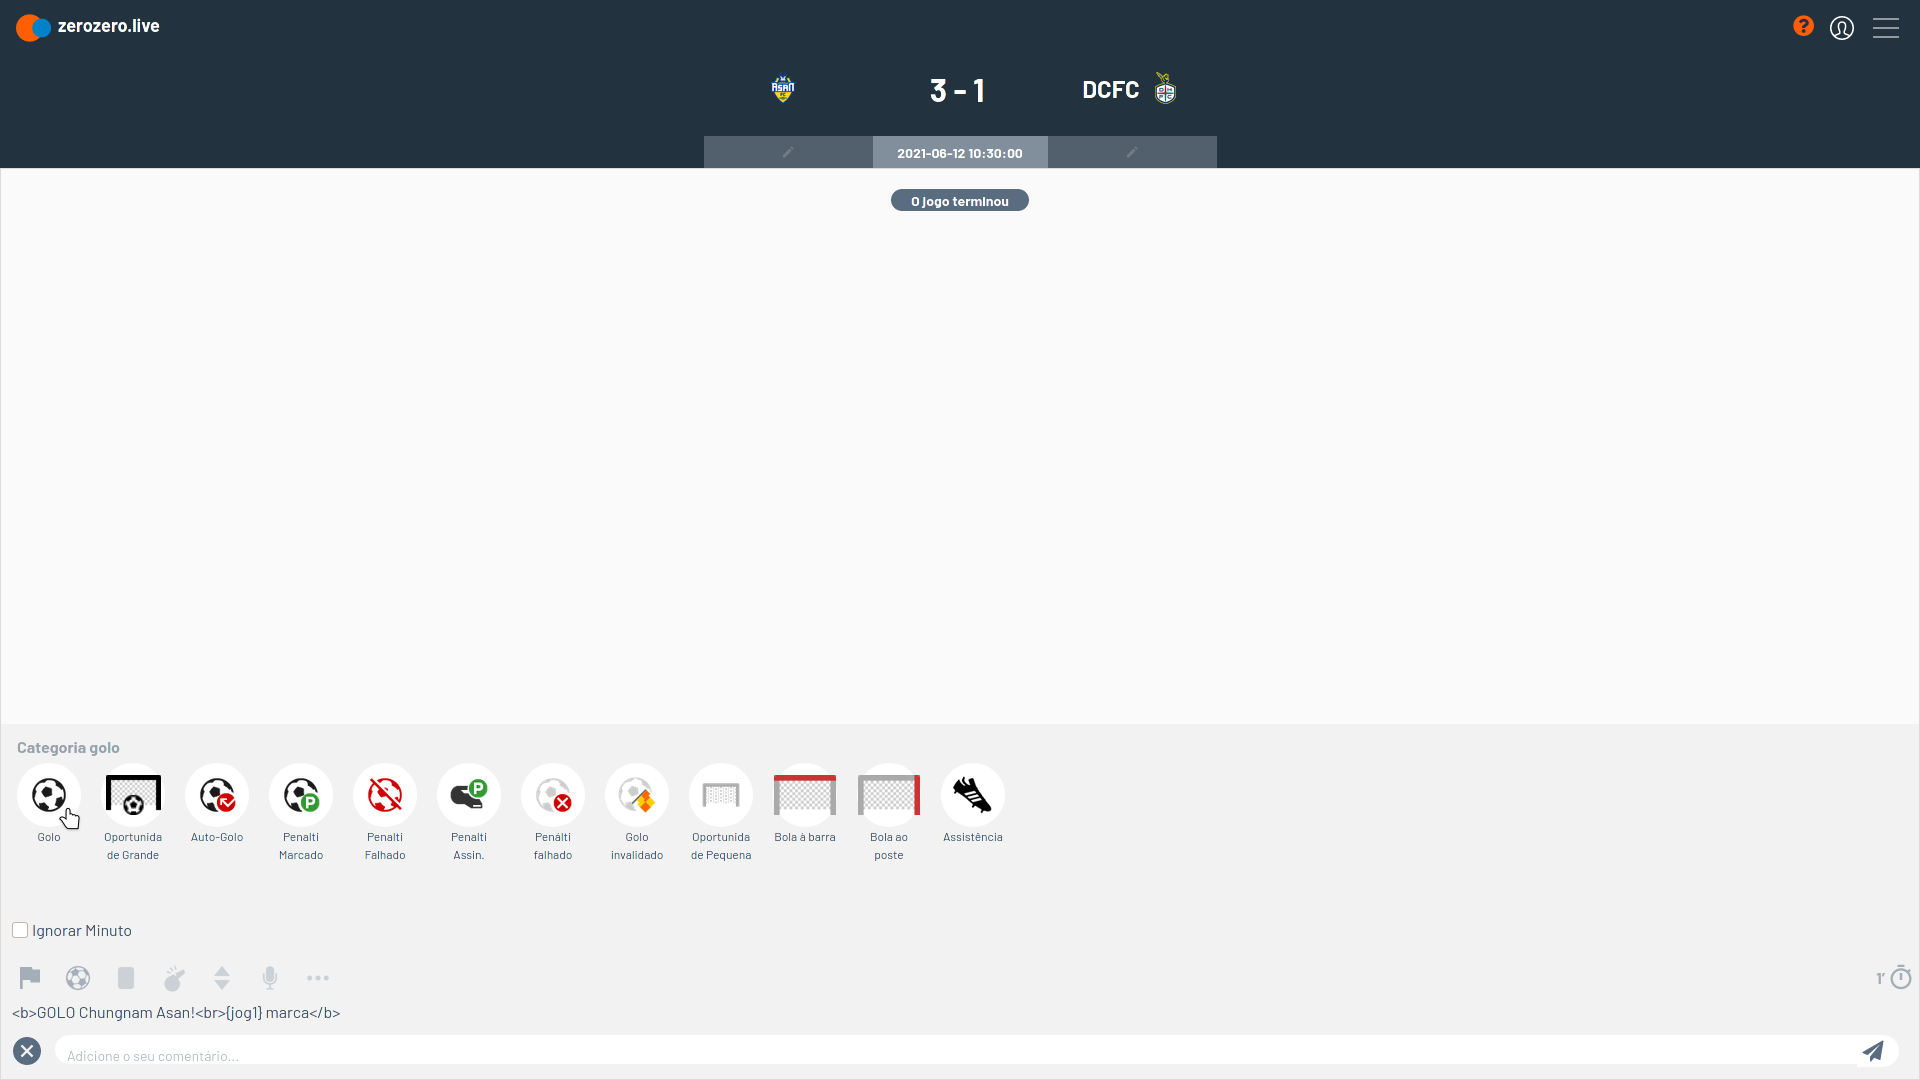 zerozero.live
?
ASAN
3 - 1
DCFC
2021-06-12 10:30:00
O jogo terminou
Categoria golo
Golo
Oportunida
de Grande
Auto-Golo
P
Penalti
Marcado
Penalti
Falhado
P
Penalti
Assin.
Penálti
falhado
Golo
invalidado
Oportunida
de Pequena
Bola à barra
Bola ao
poste
Assistência
Ignorar Minuto
1'
<b>GOLO Chungnam Asan!<br>{jog1} marca</b>
Adicione o seu comentário...